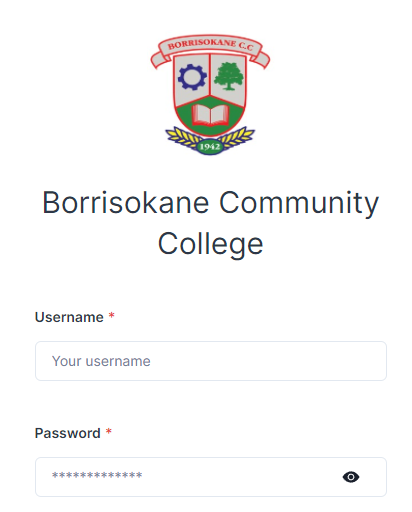 BORRISOKANE C.C
1942
Borrisokane Community
College
Username *
Your username
Password *
*************